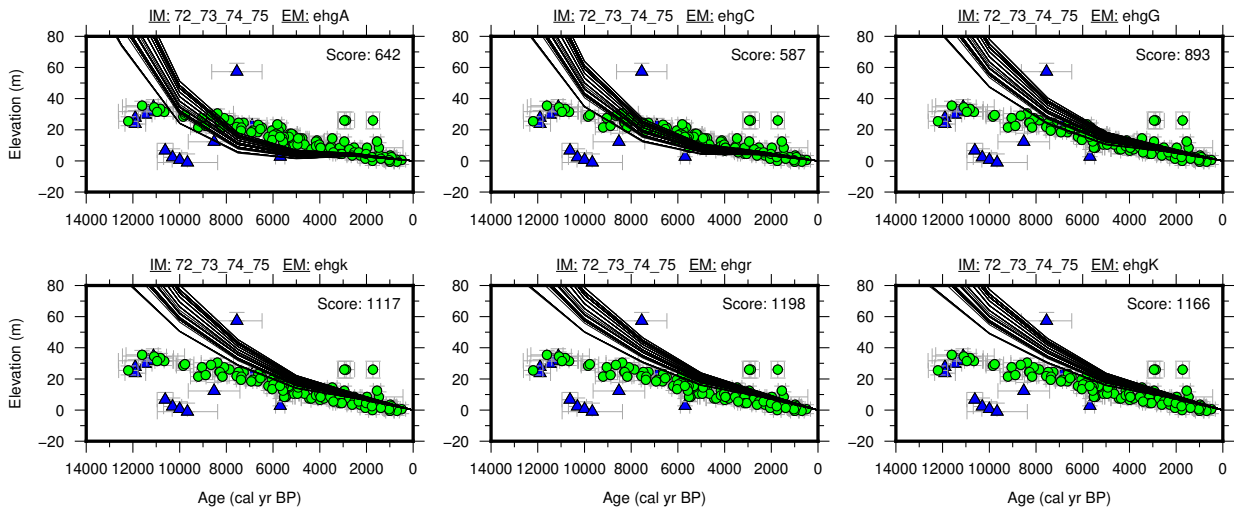 IM: 72_73_74_75 EM: ehgA
IM: 72_73_74_75 EM: ehgC
IM: 72_73_74_75 EM: ehgG
Score: 642
Score: 587
Score: 893
Elevation (m)
80
60
40
20
0
−20
14000 12000 10000 8000 6000 4000 2000 0
14000 12000 10000 8000 6000 4000 2000 0
14000 12000 10000 8000 6000 4000 2000 0
IM: 72_73_74_75 EM: ehgk
IM: 72_73_74_75 EM: ehgr
IM: 72_73_74_75 EM: ehgK
Score: 1117
Score: 1198
Score: 1166
Elevation (m)
80
60
40
20
0
−20
14000 12000 10000 8000 6000 4000 2000 0
14000 12000 10000 8000 6000 4000 2000 0
14000 12000 10000 8000 6000 4000 2000 0
Age (cal yr BP)
Age (cal yr BP)
Age (cal yr BP)